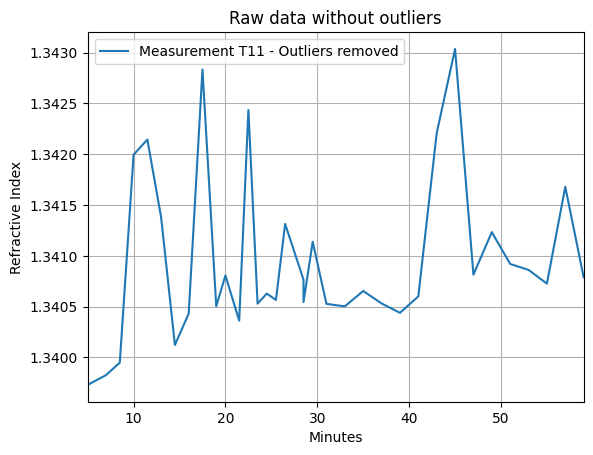 Raw data without outliers
Measurement T11 - Outliers removed
Refractive Index
1.3430
1.3425
1.3420
1.3415
1.3410
1.3405
1.3400
10 20 30 40 50
Minutes